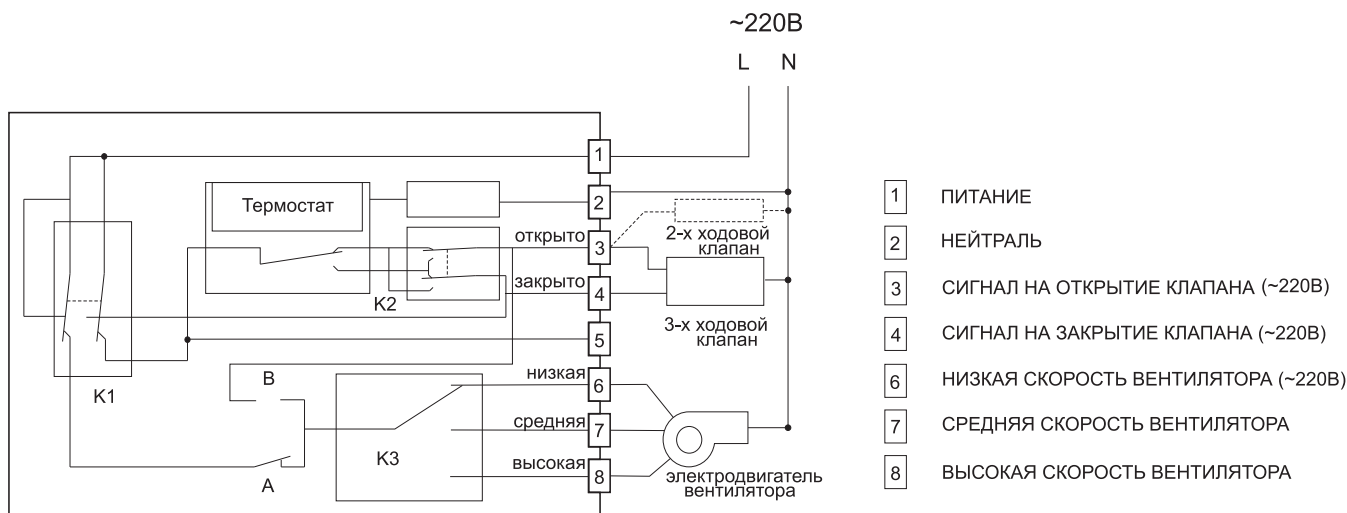 ~220В
L N
1
Термостат
2
открыто
3
2-х ходовой
клапан
закрыто
K2
4
3-х ходовой
клапан
5
K1
B
низкая
6
средняя
7
K3
высокая
8
A
электродвигатель
вентилятора
1 ПИТАНИЕ
2 НЕЙТРАЛЬ
3 СИГНАЛ НА ОТКРЫТИЕ КЛАПАНА (~220В)
4 СИГНАЛ НА ЗАКРЫТИЕ КЛАПАНА (~220В)
6 НИЗКАЯ СКОРОСТЬ ВЕНТИЛЯТОРА (~220В)
7 СРЕДНЯЯ СКОРОСТЬ ВЕНТИЛЯТОРА
8 ВЫСОКАЯ СКОРОСТЬ ВЕНТИЛЯТОРА